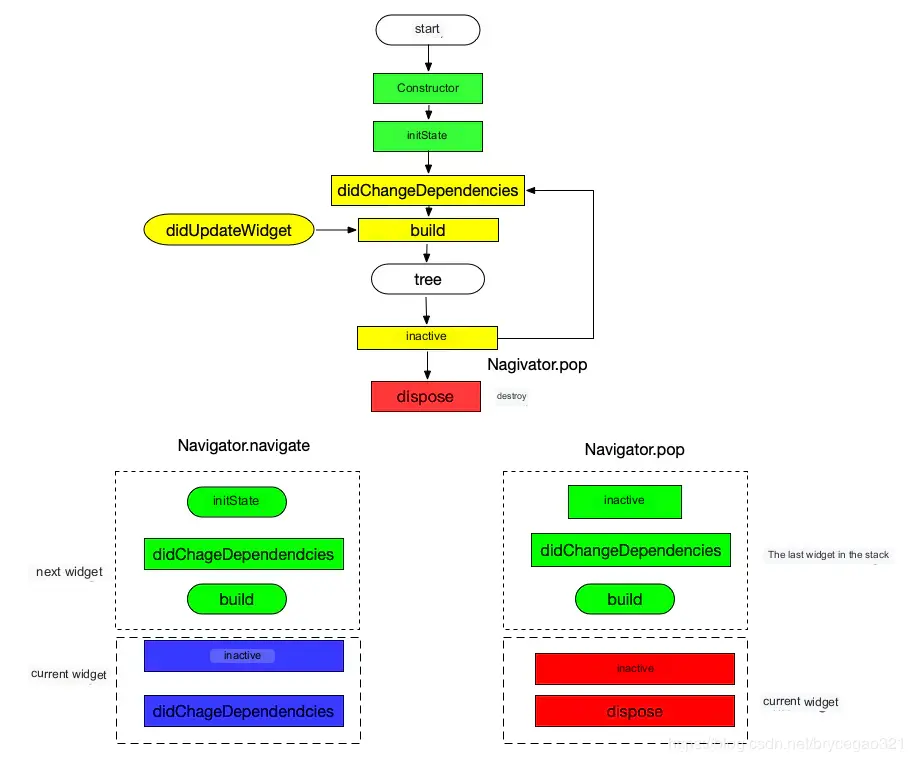 start
Constructor
initState
didChangeDependencies
didUpdateWidget
build
tree
inactive
Nagivator.pop
dispose
destroy
Navigator.navigate
Navigator.pop
initState
didChageDependendcies
build
next widget
inactive
didChageDependendcies
current widget
inactive
didChangeDependencies
build
The last widget in the stack
inactive
dispose
current widget
https://blog.csdn.net/brycegao321